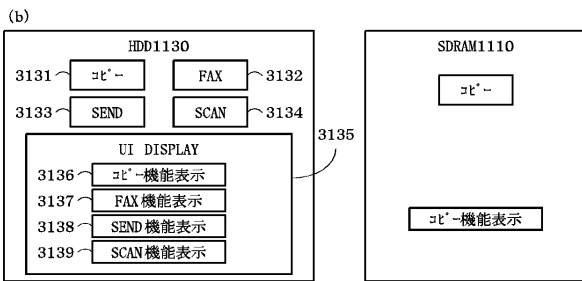 (b)
HDD1130
SDRAM1110
3131
コピー
FAX
3132
コピー
3133
SEND
SCAN
3134
UI DISPLAY
3135
3136
コピー機能表示
3137
FAX機能表示
コピー機能表示
3138
SEND機能表示
3139
SCAN機能表示